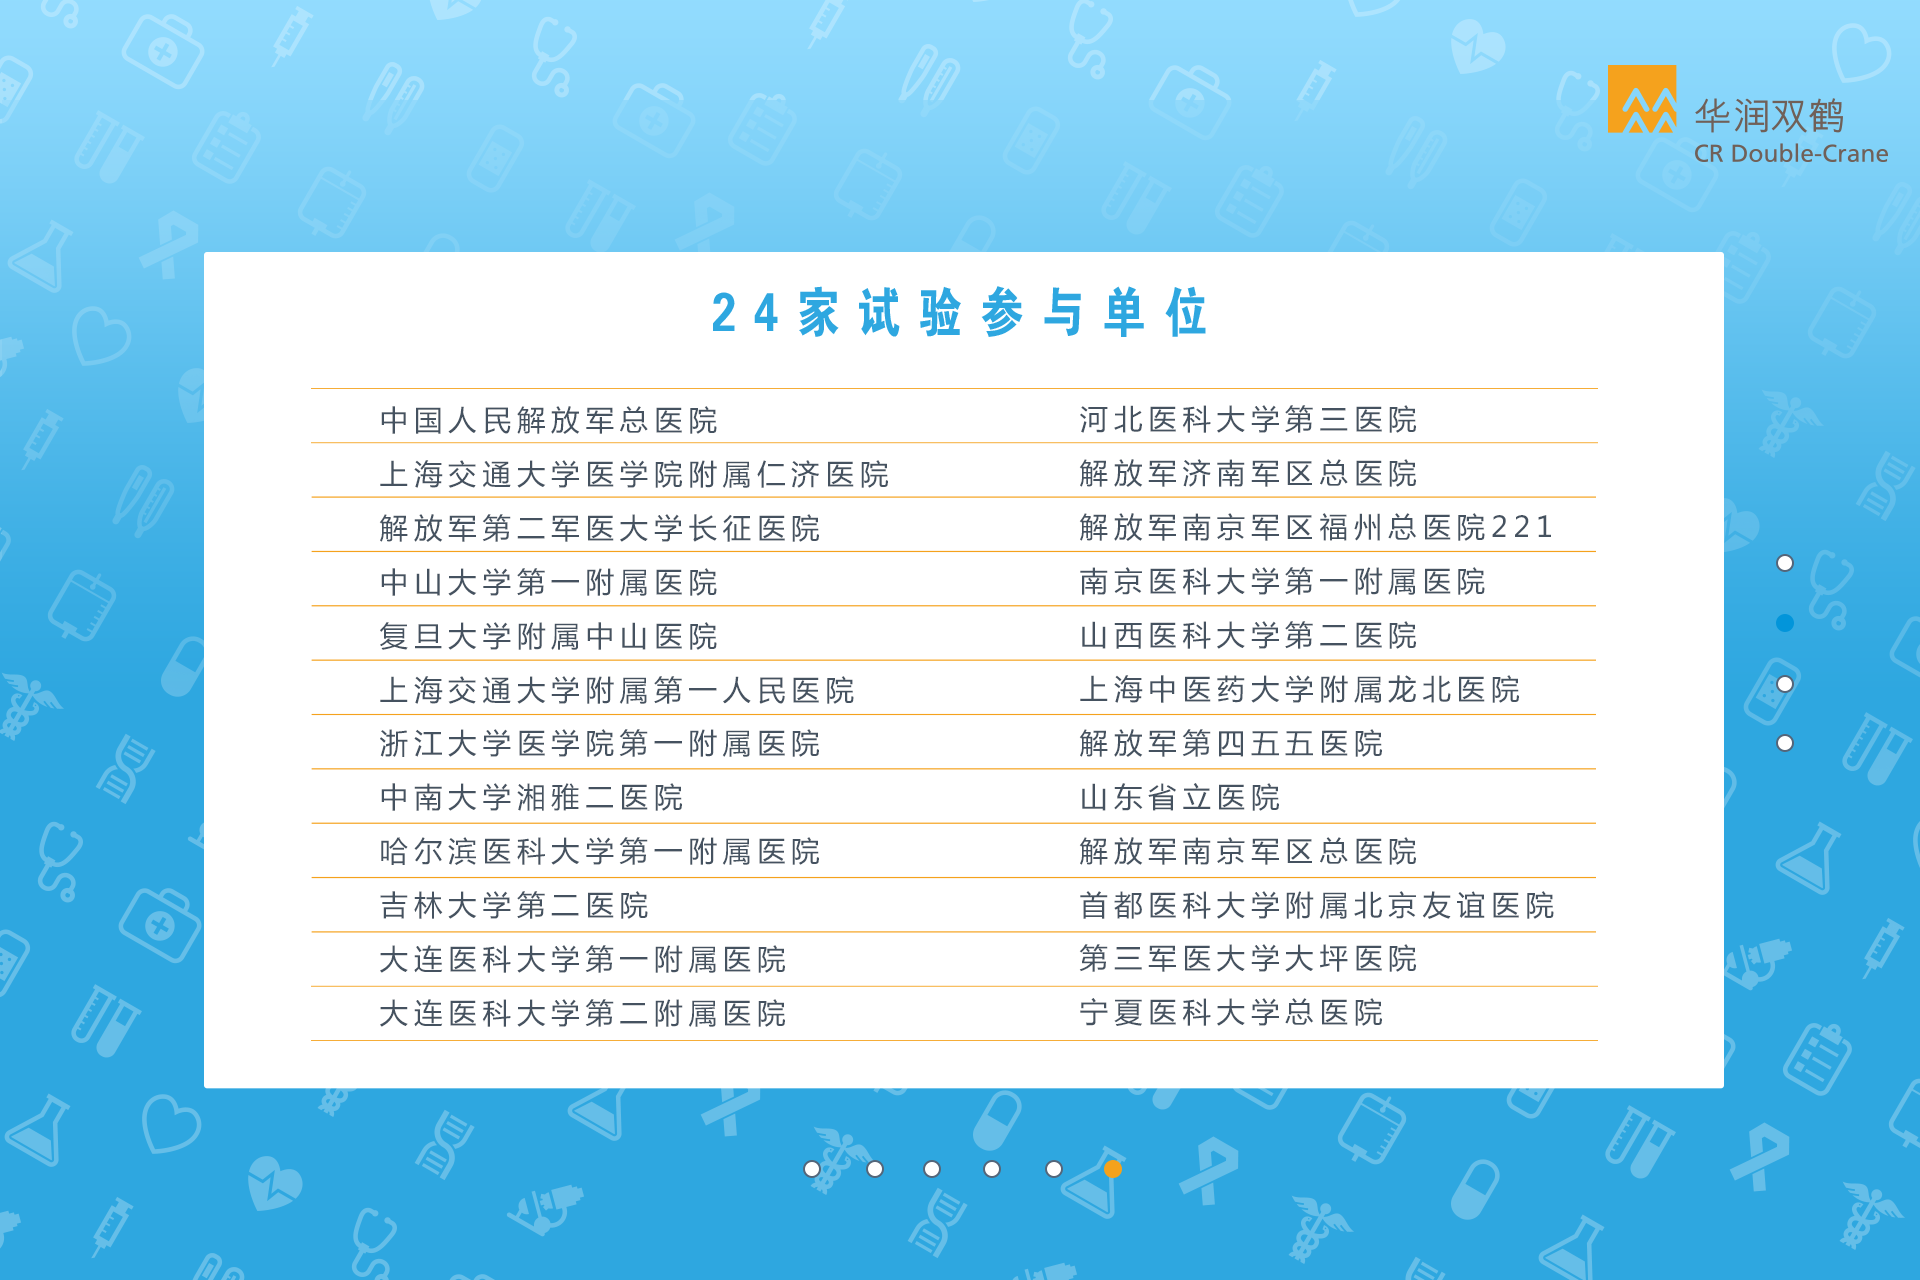 华润双鹤
CR Double-Crane
24家试验参与单位
中国人民解放军总医院
河北医科大学第三医院
上海交通大学医学院附属仁济医院
解放军济南军区总医院
解放军第二军医大学长征医院
解放军南京军区福州总医院221
中山大学第一附属医院
南京医科大学第一附属医院
复旦大学附属中山医院
山西医科大学第二医院
上海交通大学附属第一人民医院
上海中医药大学附属龙北医院
浙江大学医学院第一附属医院
解放军第四五五医院
中南大学湘雅二医院
山东省立医院
哈尔滨医科大学第一附属医院
解放军南京军区总医院
吉林大学第二医院
首都医科大学附属北京友谊医院
大连医科大学第一附属医院
第三军医大学大坪医院
大连医科大学第二附属医院
宁夏医科大学总医院